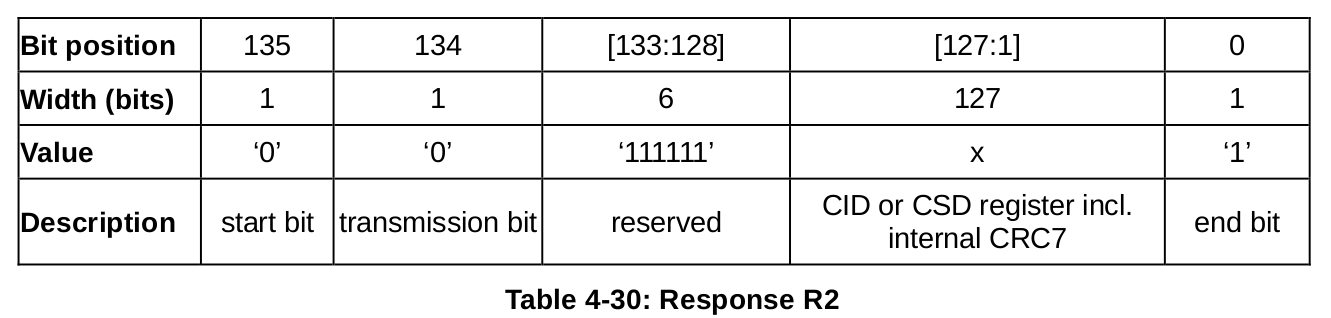 Bit position 135 134 [133:128] [127:1] 0
Width (bits) 1 1 6 127 1
Value ‘0’ ‘0’ ‘111111’ x ‘1’
Description start bit transmission bit reserved CID or CSD register incl. internal CRC7 end bit
Table 4-30: Response R2